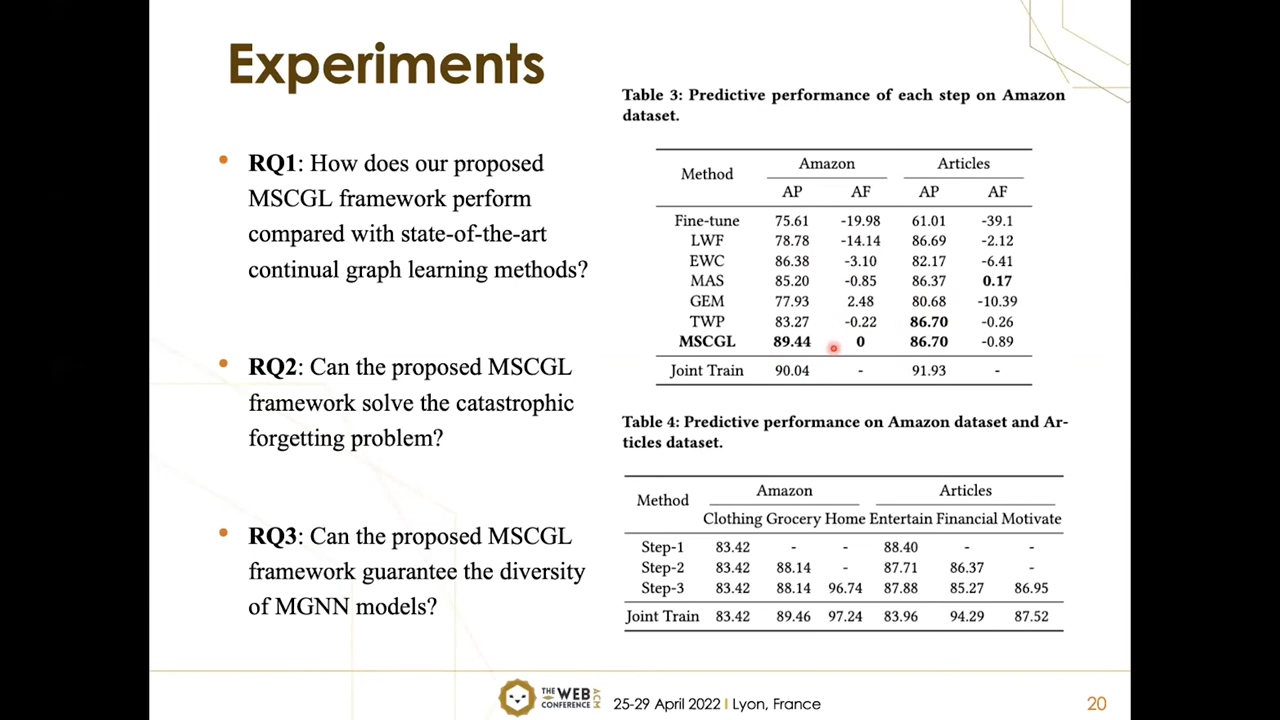 Experiments
• RQ1: How does our proposed
MSCGL framework perform
compared with state-of-the-art
continual graph learning methods?
• RQ2: Can the proposed MSCGL
framework solve the catastrophic
forgetting problem?
• RQ3: Can the proposed MSCGL
framework guarantee the diversity
of MGNN models?
Table 3: Predictive performance of each step on Amazon
dataset.
Method Amazon Articles
AP AF AP AF
Fine-tune 75.61 -19.98 61.01 -39.1
LWF 78.78 -14.14 86.69 -2.12
EWC 86.38 -3.10 82.17 -6.41
MAS 85.20 -0.85 86.37 0.17
GEM 77.93 2.48 80.68 -10.39
TWP 83.27 -0.22 86.70 -0.26
MSCGL 89.44 0 86.70 -0.89
Joint Train 90.04 - 91.93 -
Table 4: Predictive performance on Amazon dataset and Ar-
ticles dataset.
Method Amazon Articles
Clothing Grocery Home Entertain Financial Motivate
Step-1 83.42 - - 88.40 - -
Step-2 83.42 88.14 - 87.71 86.37 -
Step-3 83.42 88.14 96.74 87.88 85.27 86.95
Joint Train 83.42 89.46 97.24 83.96 94.29 87.52
THE WEB CONFERENCE ACM 25-29 April 2022 I Lyon, France
20